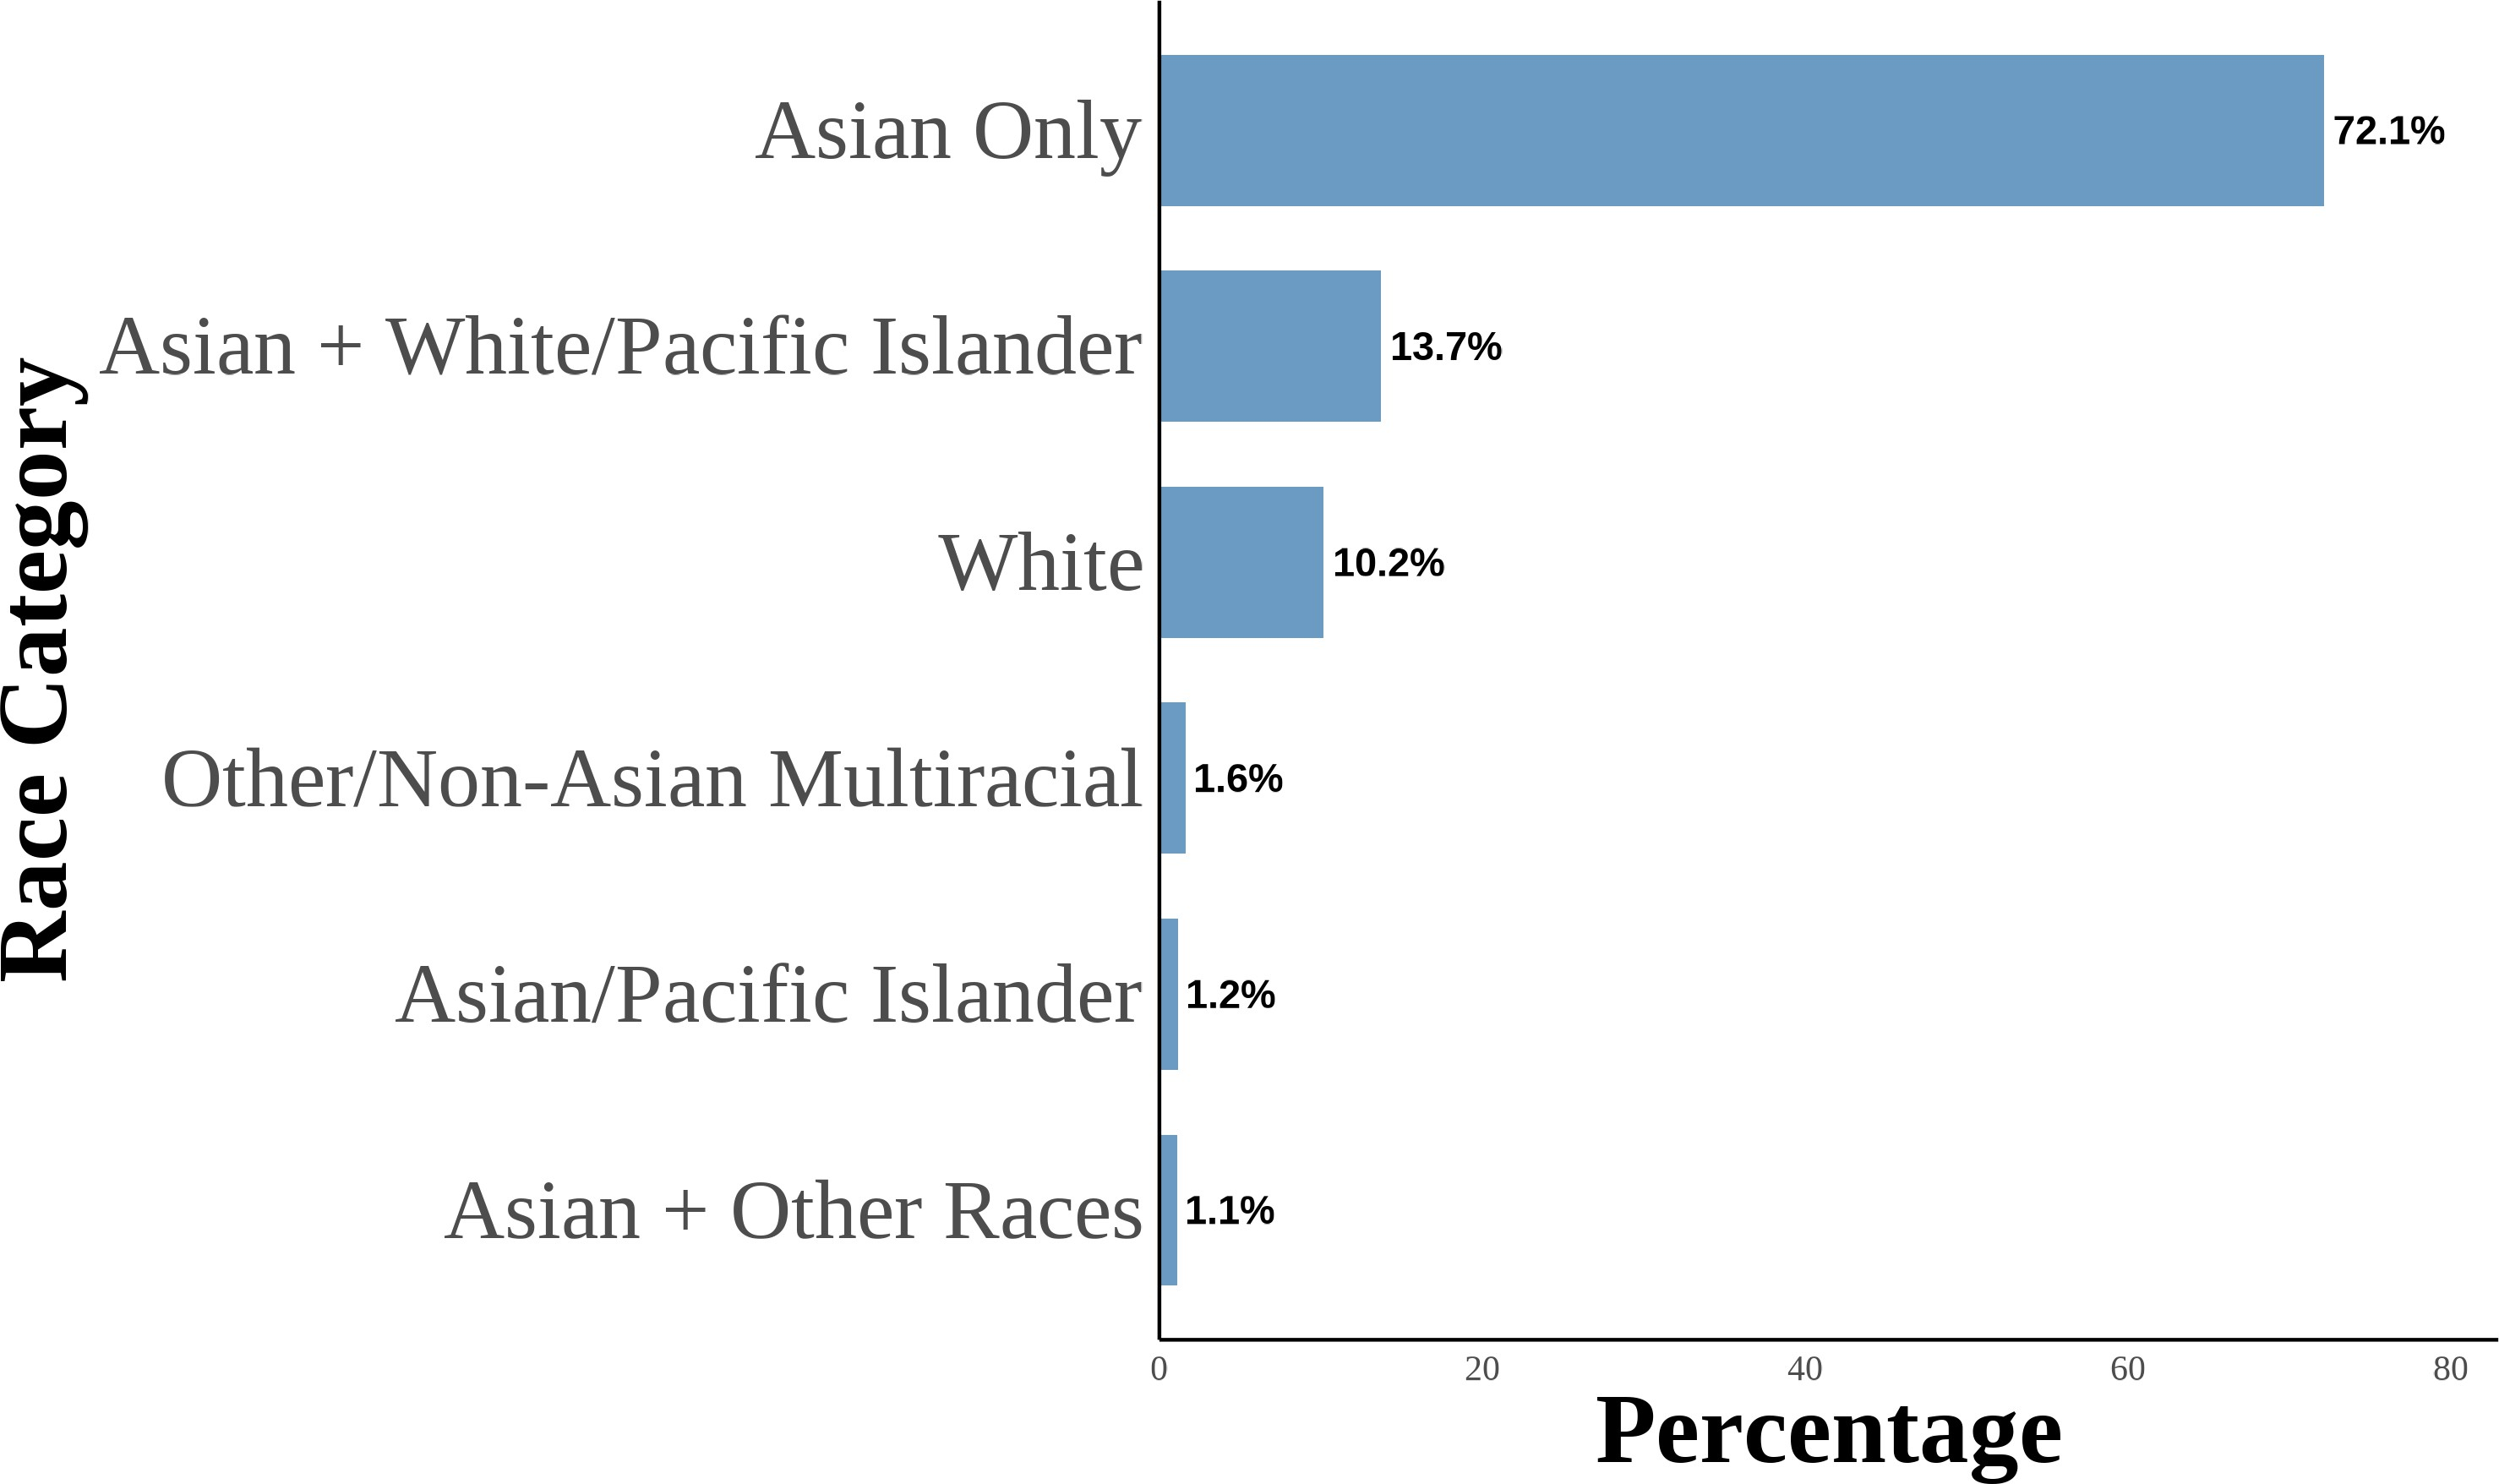 Asian Only
72.1%
Asian + White/Pacific Islander
13.7%
White
10.2%
Other/Non-Asian Multiracial
1.6%
Asian/Pacific Islander
1.2%
Asian + Other Races
1.1%
Race Category
0 20 40 60 80
Percentage